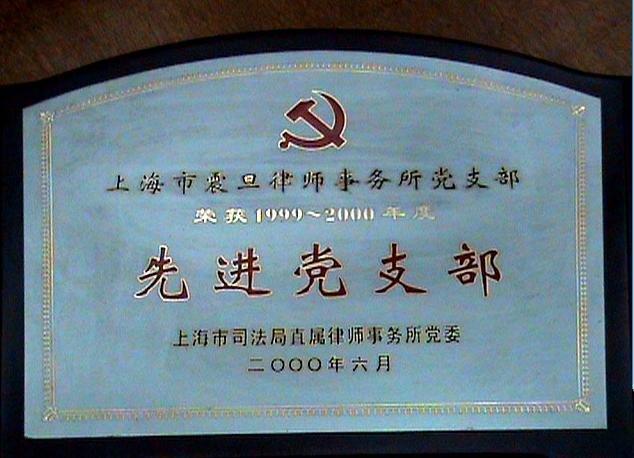 上海市震旦律师事务所党支部
荣获1999～2000年度
先进党支部
上海市司法局直属律师事务所党委
二〇〇〇年六月